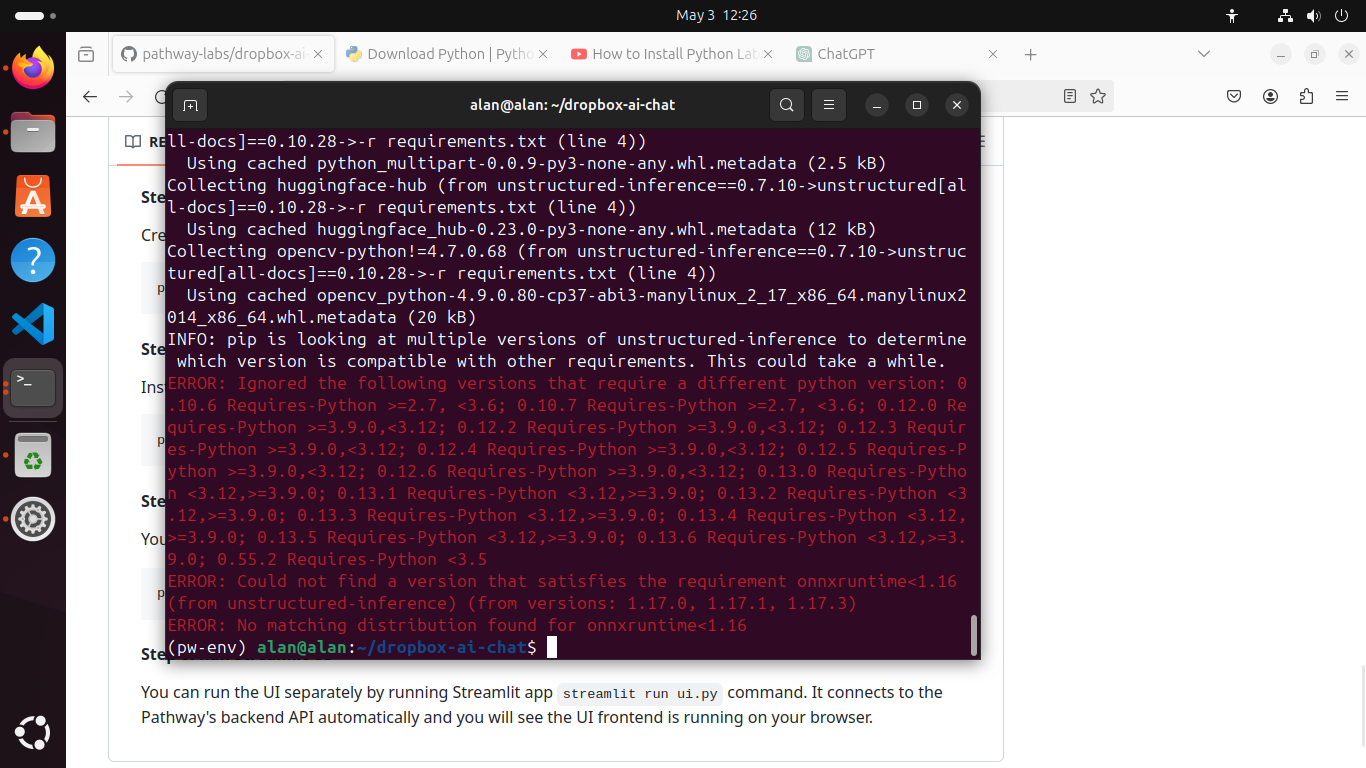 May 3  12:26
pathway-labs/dropbox-ai-
Download Python | Pytho
How to Install Python Lat
ChatGPT
alan@alan: ~/dropbox-ai-chat
RE
ll-docs]==0.10.28->-r requirements.txt (line 4))
  Using cached python_multipart-0.0.9-py3-none-any.whl.metadata (2.5 kB)
Collecting huggingface-hub (from unstructured-inference==0.7.10->unstructured[al
l-docs]==0.10.28->-r requirements.txt (line 4))
  Using cached huggingface_hub-0.23.0-py3-none-any.whl.metadata (12 kB)
Collecting opencv-python!=4.7.0.68 (from unstructured-inference==0.7.10->unstruc
tured[all-docs]==0.10.28->-r requirements.txt (line 4))
  Using cached opencv_python-4.9.0.80-cp37-abi3-manylinux_2_17_x86_64.manylinux2
014_x86_64.whl.metadata (20 kB)
INFO: pip is looking at multiple versions of unstructured-inference to determine
 which version is compatible with other requirements. This could take a while.
ERROR: Ignored the following versions that require a different python version: 0
.10.6 Requires-Python >=2.7, <3.6; 0.10.7 Requires-Python >=2.7, <3.6; 0.12.0 Re
quires-Python >=3.9.0,<3.12; 0.12.2 Requires-Python >=3.9.0,<3.12; 0.12.3 Requir
es-Python >=3.9.0,<3.12; 0.12.4 Requires-Python >=3.9.0,<3.12; 0.12.5 Requires-P
ython >=3.9.0,<3.12; 0.12.6 Requires-Python >=3.9.0,<3.12; 0.13.0 Requires-Pytho
n <3.12,>=3.9.0; 0.13.1 Requires-Python <3.12,>=3.9.0; 0.13.2 Requires-Python <3
.12,>=3.9.0; 0.13.3 Requires-Python <3.12,>=3.9.0; 0.13.4 Requires-Python <3.12,
>=3.9.0; 0.13.5 Requires-Python <3.12,>=3.9.0; 0.13.6 Requires-Python <3.12,>=3.
9.0; 0.55.2 Requires-Python <3.5
ERROR: Could not find a version that satisfies the requirement onnxruntime<1.16
(from unstructured-inference) (from versions: 1.17.0, 1.17.1, 1.17.3)
ERROR: No matching distribution found for onnxruntime<1.16
(pw-env) alan@alan:~/dropbox-ai-chat$
Ste
Cre
p
Ste
Ins
p
Ste
You
p
Ste
You can run the UI separately by running Streamlit app streamlit run ui.py command. It connects to the
Pathway's backend API automatically and you will see the UI frontend is running on your browser.